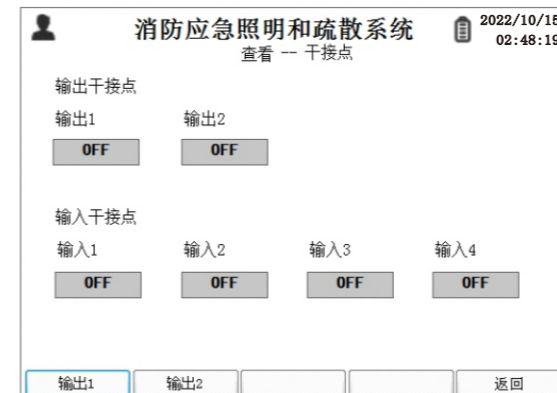 消防应急照明和疏散系统
2022/10/15
查看 -- 干接点
02:48:19
输出干接点
输出1 输出2
OFF OFF
输入干接点
输入1 输入2 输入3 输入4
OFF OFF OFF OFF
输出1 输出2 返回